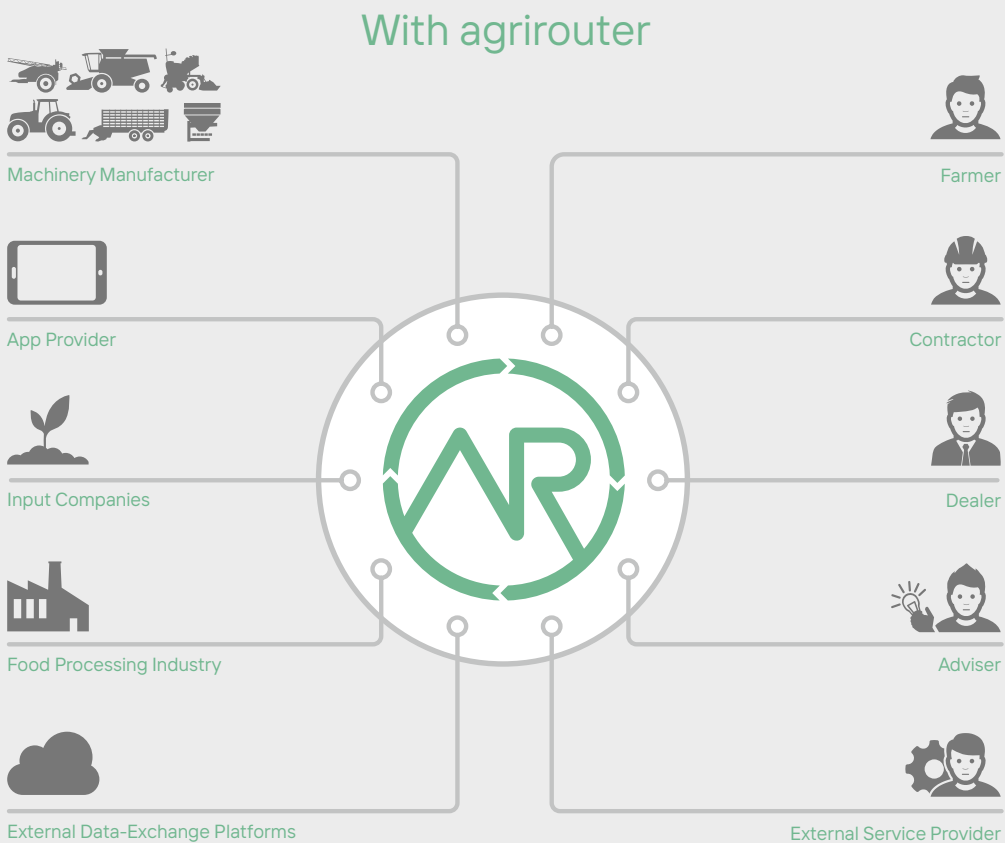 With agrirouter
Machinery Manufacturer
Farmer
App Provider
Contractor
AR
Input Companies
Dealer
Food Processing Industry
Adviser
External Data-Exchange Platforms
External Service Provider